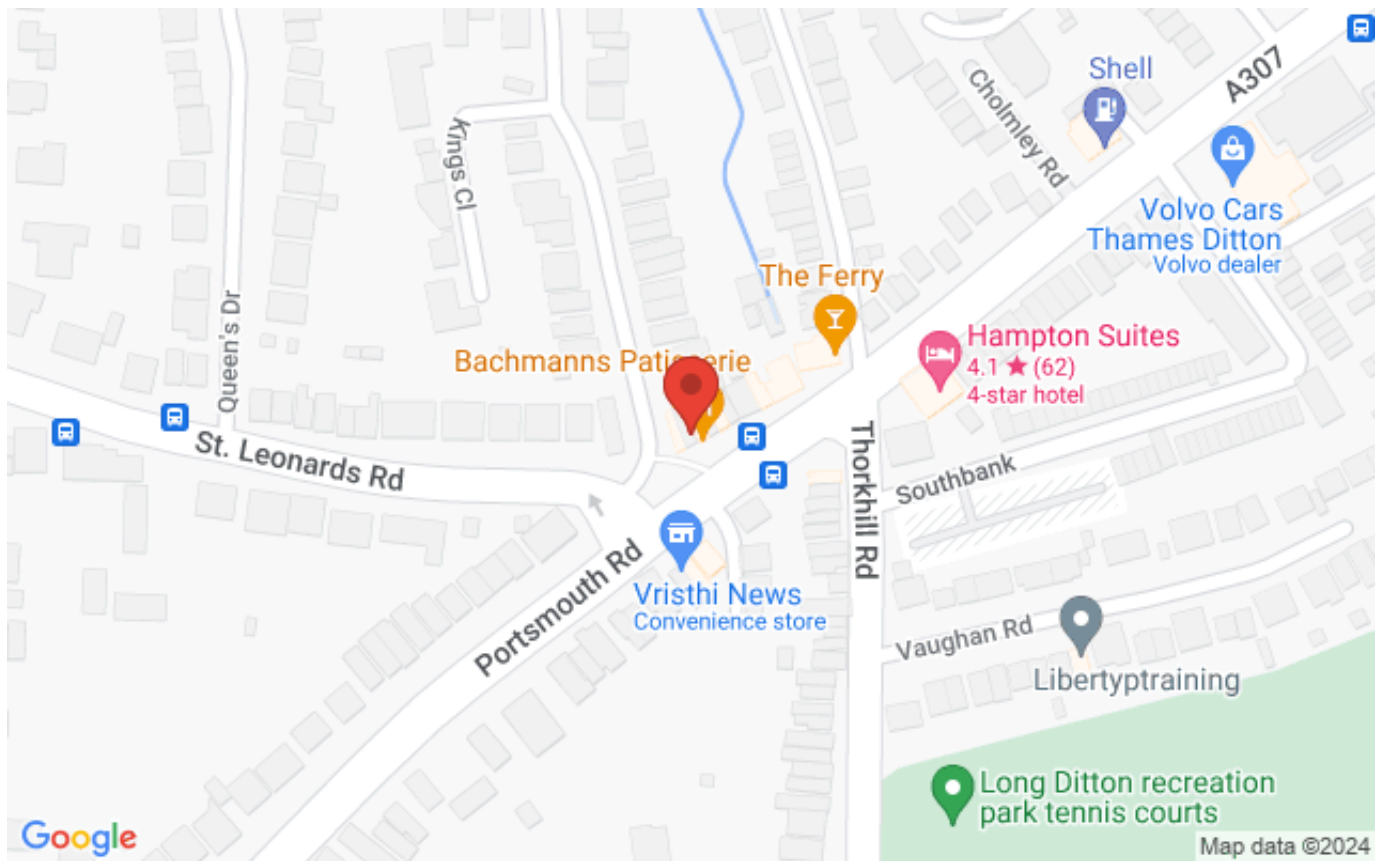 Shell
A307
Cholmley Rd
Kings Cl
Volvo Cars
Thames Ditton
Volvo dealer
The Ferry
Queen's Dr
Hampton Suites
4.1 ★ (62)
4-star hotel
Bachmanns Patisserie
St. Leonards Rd
Thorkhill Rd
Southbank
Portsmouth Rd
Vristhi News
Convenience store
Vaughan Rd
Libertyptraining
Long Ditton recreation
park tennis courts
Google
Map data ©2024